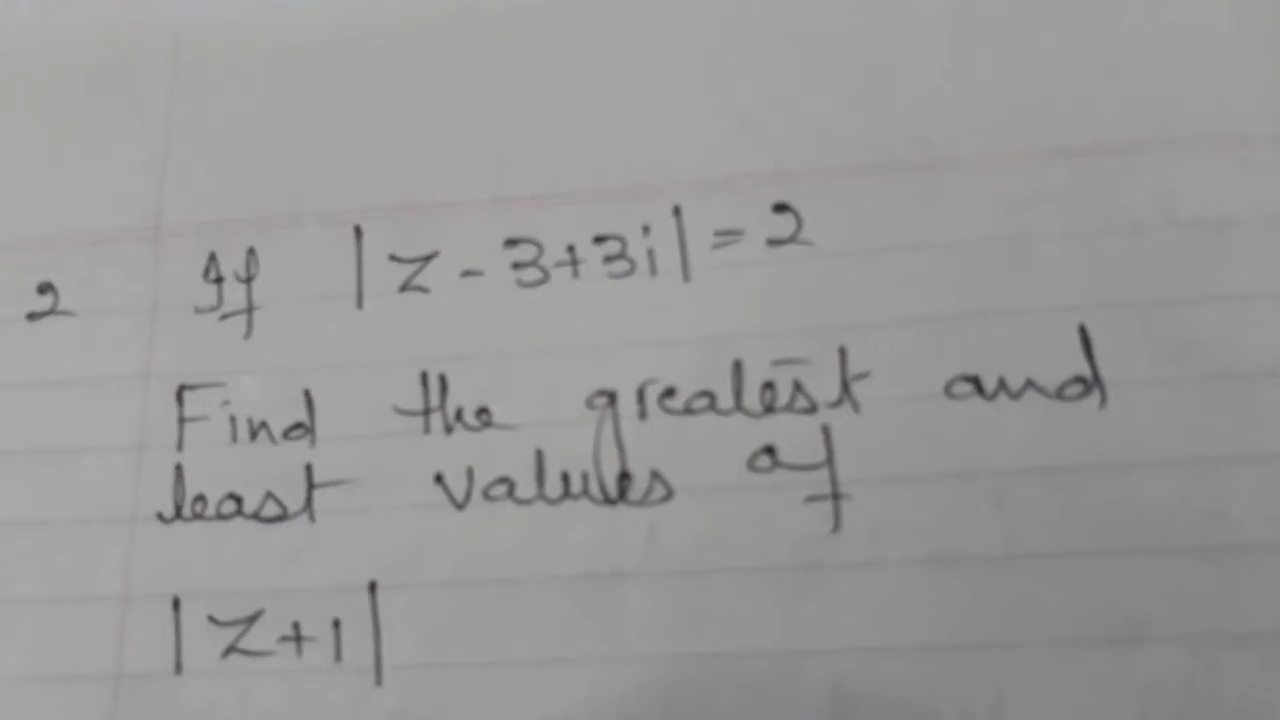 2 If |z-3+3i|=2
Find the greatest and
least values of
|z+1|